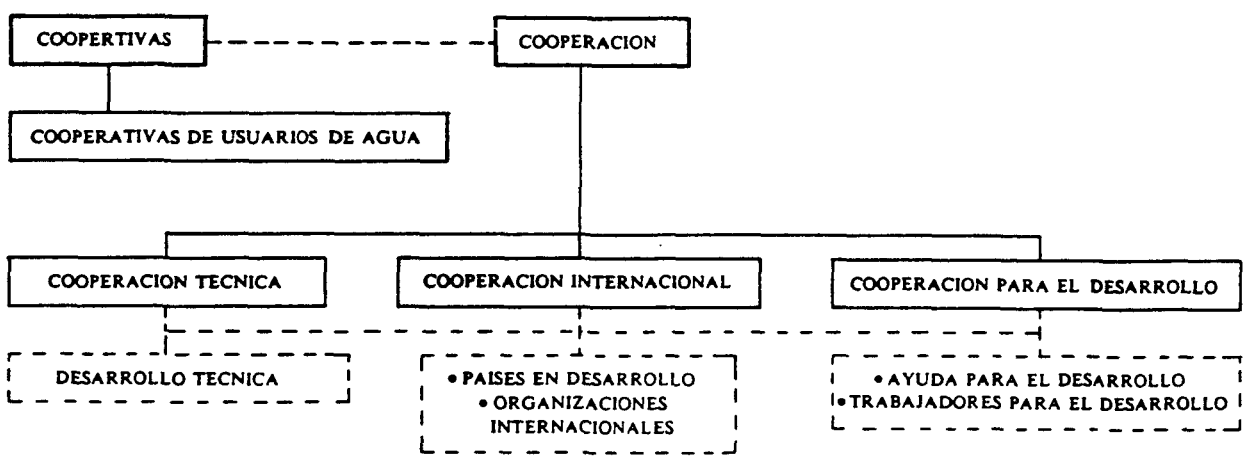 COOPERTIVAS
COOPERACION
COOPERATIVAS DE USUARIOS DE AGUA
COOPERACION TECNICA
COOPERACION INTERNACIONAL
COOPERACION PARA EL DESARROLLO
DESARROLLO TECNICA
• PAISES EN DESARROLLO
• ORGANIZACIONES
INTERNACIONALES
• AYUDA PARA EL DESARROLLO
• TRABAJADORES PARA EL DESARROLLO